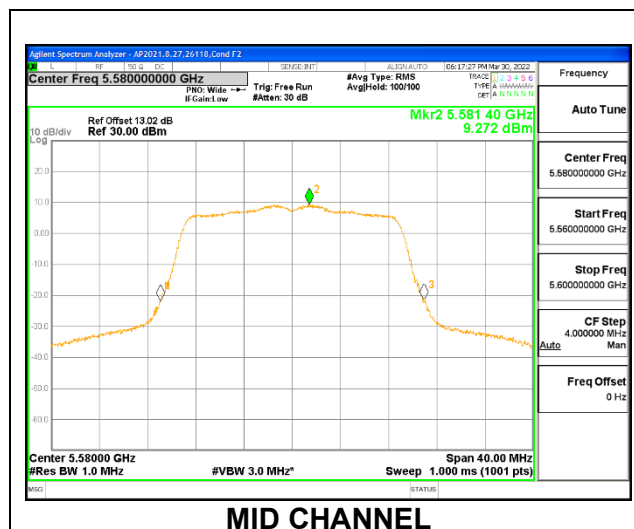 Agilent Spectrum Analyzer - AP2021.8.27,26118,Cond F2
L RF 50 Ω DC SENSE:INT ALIGNAUTO 06:17:27 PM Mar 30, 2022
Center Freq 5.580000000 GHz
PNO: Wide
IFGain:Low
Trig: Free Run
#Atten: 30 dB
#Avg Type: RMS
Avg|Hold: 100/100
TRACE 1 2 3 4 5 6
TYPE A
DET A N N N N N
Ref Offset 13.02 dB
Ref 30.00 dBm
Mkr2 5.581 40 GHz
9.272 dBm
10 dB/div
Log
20.0
10.0
0.00
-10.0
-20.0
-30.0
-40.0
-50.0
-60.0
2
3
Center 5.58000 GHz
Span 40.00 MHz
#Res BW 1.0 MHz
#VBW 3.0 MHz*
Sweep 1.000 ms (1001 pts)
MSG
STATUS
Frequency
Auto Tune
Center Freq
5.580000000 GHz
Start Freq
5.560000000 GHz
Stop Freq
5.600000000 GHz
CF Step
4.000000 MHz
Auto Man
Freq Offset
0 Hz
MID CHANNEL